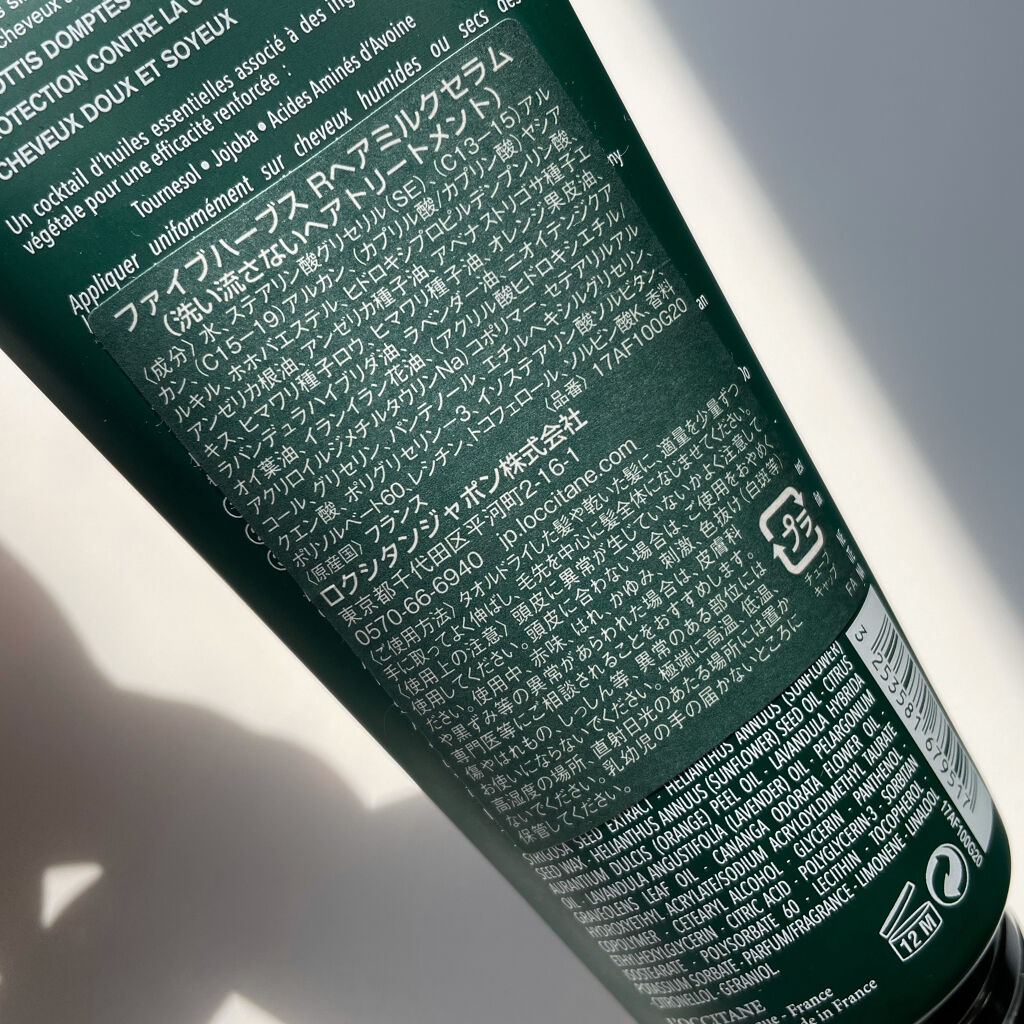 cheveux
OTTIS DOMPTÉS
PROTECTION CONTRE LA
CHEVEUX DOUX ET SOYEUX
Un cocktail d'huiles essentielles associé à des
végétale pour une efficacité renforcée :
Tournesol • Jojoba • Acides Aminés d'Avoine
Appliquer uniformément sur cheveux humides ou secs des
ファイブハーブス Rヘアミルクセラム
(洗い流さないヘアトリートメント)
〈成分〉水、ステアリン酸グリセリル(SE)、(C13-15)アル
カン、(C15-19)アルカン、(カプリル酸/カプリン酸)ヤシア
ルキル、ホホバエステル、ヒドロキシプロピルデンプンリン酸、
アンゼリカ根油、アンゼリカ種子油、アベナストリゴサ種子エ
キス、ヒマワリ種子ロウ、ヒマワリ種子油、オレンジ果皮油、
ラバンデュラハイブリダ油、ラベンダー油、ニオイテンジクアオ
イ葉油、イランイラン花油、(アクリル酸ヒドロキシエチル/
アクリロイルジメチルタウリンNa)コポリマー、セテアリルアル
コール、グリセリン、パンテノール、エチルヘキシルグリセリン、
クエン酸、ポリグリセリン-3、イソステアリン酸ソルビタン、
ポリソルベート60、レシチン、トコフェロール、ソルビン酸K、香料
〈原産国〉フランス 〈品番〉17AF100G20
ロクシタンジャポン株式会社
東京都千代田区平河町2-16-1
0570-66-6940 jp.loccitane.com
〈使用方法〉タオルドライした髪や乾いた髪に、適量を少量ずつ
手に取ってよく伸ばし、毛先を中心に髪全体になじませてください。
〈使用上の注意〉頭皮に異常が生じていないかよく注意して
使用してください。頭皮に合わない場合は、ご使用をおやめく
ださい。使用中、赤味、はれ、かゆみ、刺激、色抜け(白斑等)
や黒ずみ等の異常があらわれた場合は、皮膚科
専門医等にご相談されることをおすすめします。
傷やはれもの、しっしん等、異常のある部位には
お使いにならないでください。極端に高温、低温、
高湿度の場所、直射日光のあたる場所には置か
ないでください。乳幼児の手の届かないところに
保管してください。
プラ
チューブ
キャップ
STRIGOSA SEED EXTRACT - HELIANTHUS ANNUUS (SUNFLOWER)
SEED WAX - HELIANTHUS ANNUUS (SUNFLOWER) SEED OIL - CITRUS
AURANTIUM DULCIS (ORANGE) PEEL OIL - LAVANDULA HYBRIDA
OIL - LAVANDULA ANGUSTIFOLIA (LAVENDER) OIL - PELARGONIUM
GRAVEOLENS LEAF OIL - CANANGA ODORATA FLOWER OIL -
HYDROXYETHYL ACRYLATE/SODIUM ACRYLOYLDIMETHYL TAURATE
COPOLYMER - CETEARYL ALCOHOL - GLYCERIN - PANTHENOL -
ETHYLHEXYLGLYCERIN - CITRIC ACID - POLYGLYCERIN-3 - SORBITAN
ISOSTEARATE - POLYSORBATE 60 - LECITHIN - TOCOPHEROL -
POTASSIUM SORBATE - PARFUM/FRAGRANCE - LIMONENE - LINALOOL -
CITRONELLOL - GERANIOL
3 253581 679517
17AF100G20
12 M
L'OCCITANE
France
de in France